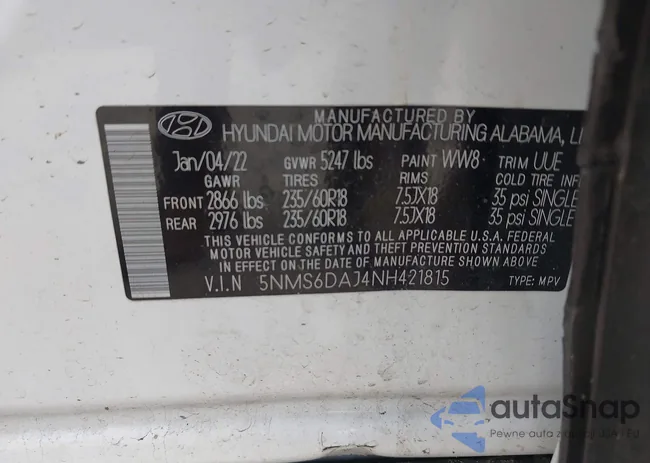 MANUFACTURED BY
HYUNDAI MOTOR MANUFACTURING ALABAMA,
Jan/04/22 GVWR 5247 lbs PAINT WW8 TRIM UUE
GAWR TIRES RIMS COLD TIRE
FRONT 2866 lbs 235/60R18 7.5JX18 35 psi SINGLE
REAR 2976 lbs 235/60R18 7.5JX18 35 psi SINGLE
THIS VEHICLE CONFORMS TO ALL APPLICABLE U.S.A. FEDERAL
MOTOR VEHICLE SAFETY AND THEFT PREVENTION STANDARDS
IN EFFECT ON THE DATE OF MANUFACTURE SHOWN ABOVE.
V.I.N 5NMS6DAJ4NH421815 TYPE: MPV
autoSnap
Pewne auta z